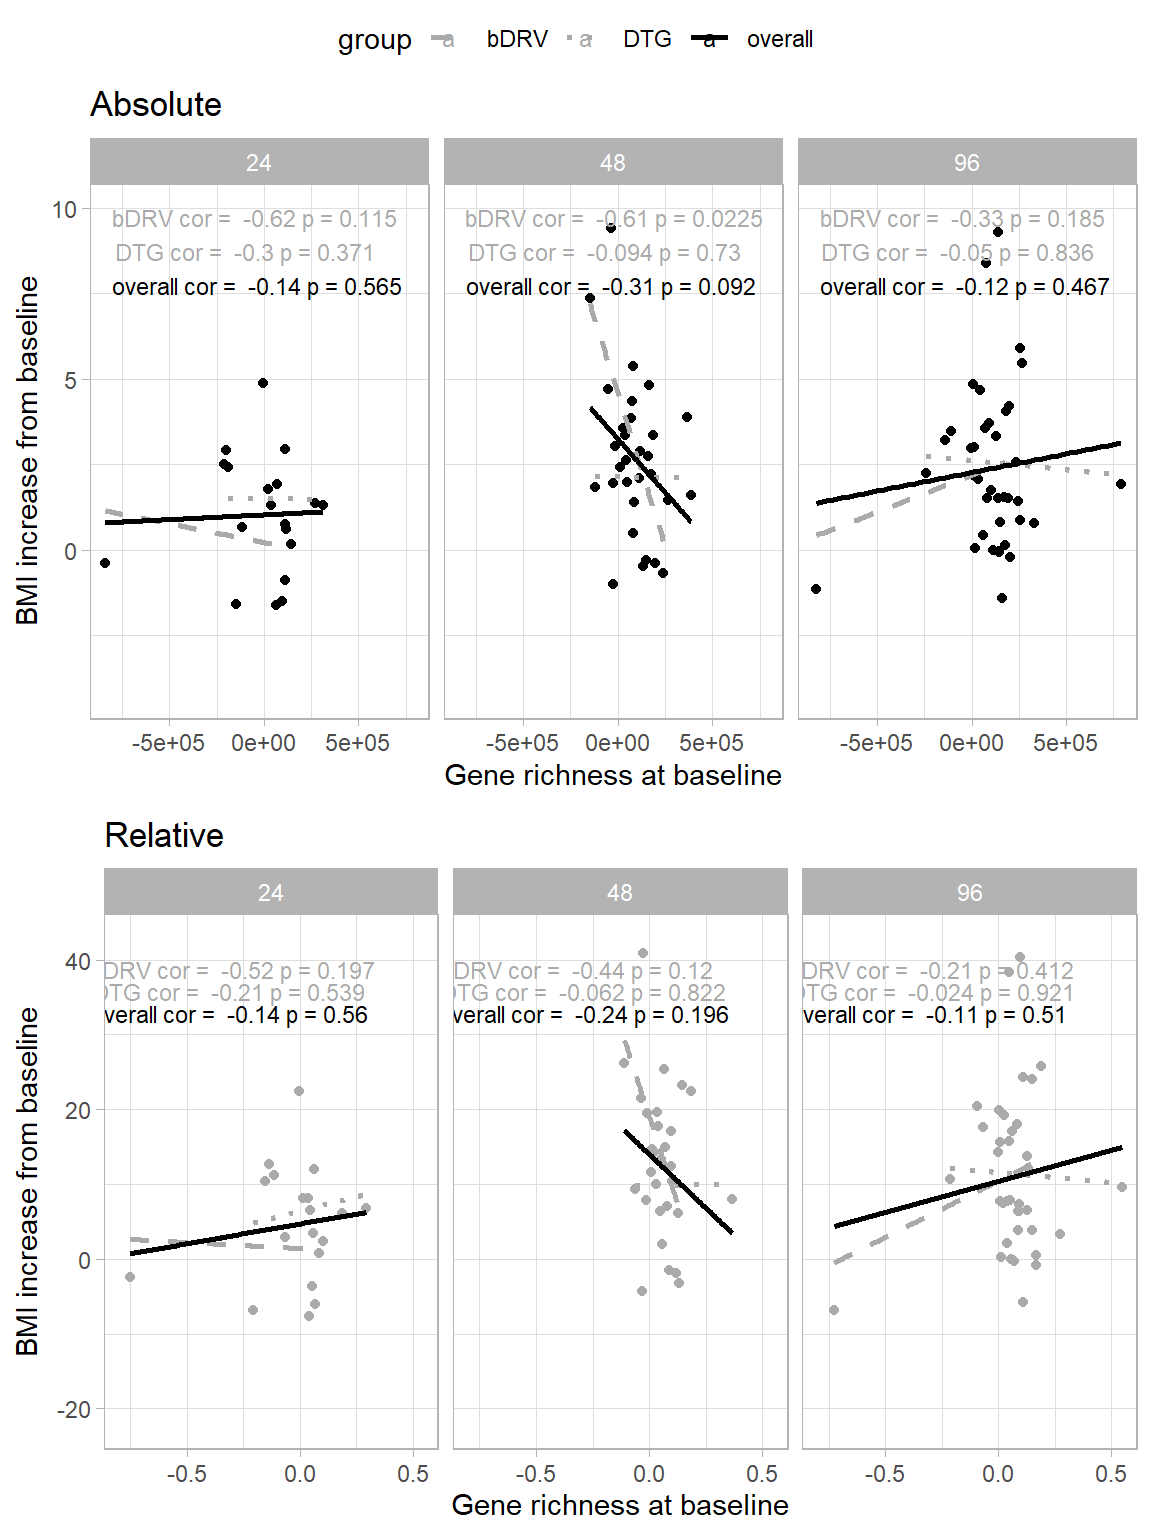 group a bDRV a DTG a overall
Absolute
24 48 96
bDRV cor = -0.62 p = 0.115
DTG cor = -0.3 p = 0.371
overall cor = -0.14 p = 0.565
bDRV cor = -0.61 p = 0.0225
DTG cor = -0.094 p = 0.73
overall cor = -0.31 p = 0.092
bDRV cor = -0.33 p = 0.185
DTG cor = -0.05 p = 0.836
overall cor = -0.12 p = 0.467
10
5
0
BMI increase from baseline
-5e+05 0e+00 5e+05 -5e+05 0e+00 5e+05 -5e+05 0e+00 5e+05
Gene richness at baseline
Relative
24 48 96
DRV cor = -0.52 p = 0.197
DTG cor = -0.21 p = 0.539
verall cor = -0.14 p = 0.56
DRV cor = -0.44 p = 0.12
DTG cor = -0.062 p = 0.822
verall cor = -0.24 p = 0.196
DRV cor = -0.21 p = 0.412
DTG cor = -0.024 p = 0.921
verall cor = -0.11 p = 0.51
40
20
0
-20
BMI increase from baseline
-0.5 0.0 0.5 -0.5 0.0 0.5 -0.5 0.0 0.5
Gene richness at baseline